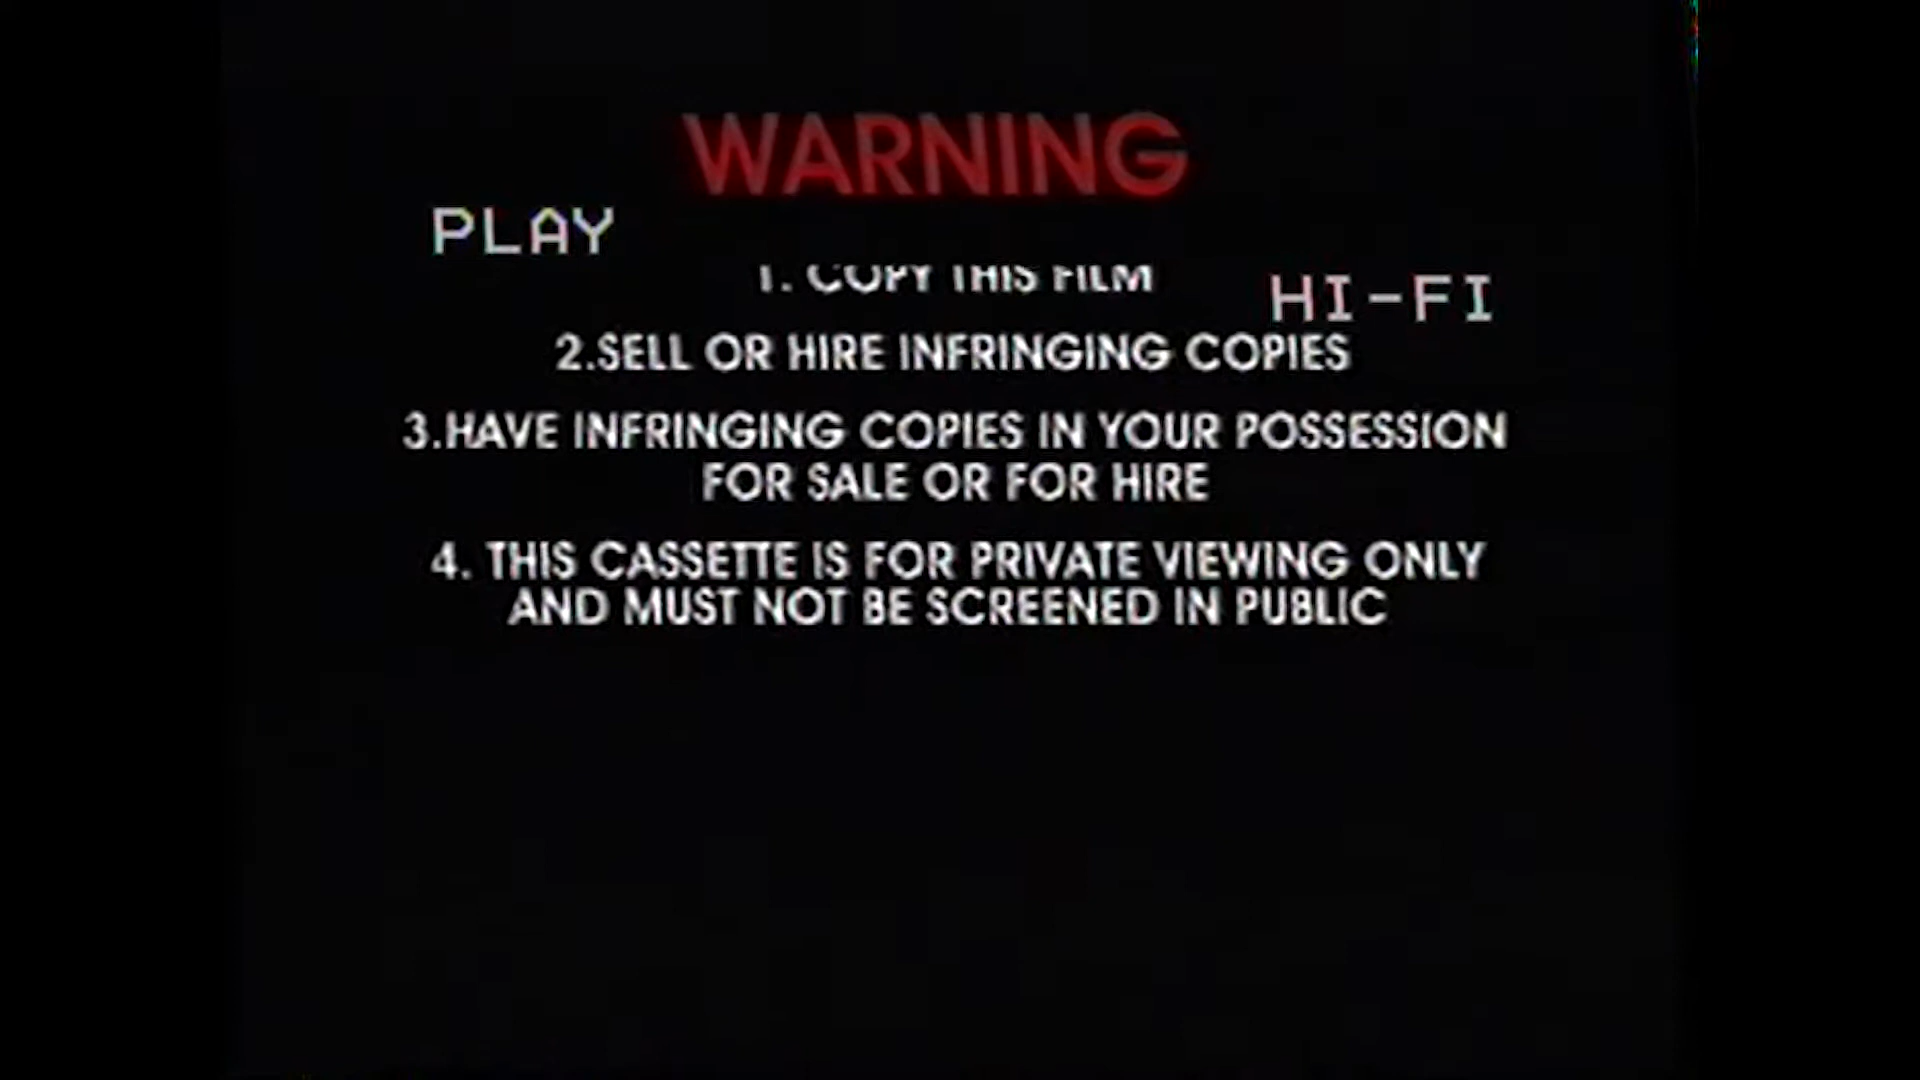 WARNING
PLAY
1. COPY THIS FILM
HI-FI
2.SELL OR HIRE INFRINGING COPIES
3.HAVE INFRINGING COPIES IN YOUR POSSESSION
FOR SALE OR FOR HIRE
4. THIS CASSETTE IS FOR PRIVATE VIEWING ONLY
AND MUST NOT BE SCREENED IN PUBLIC